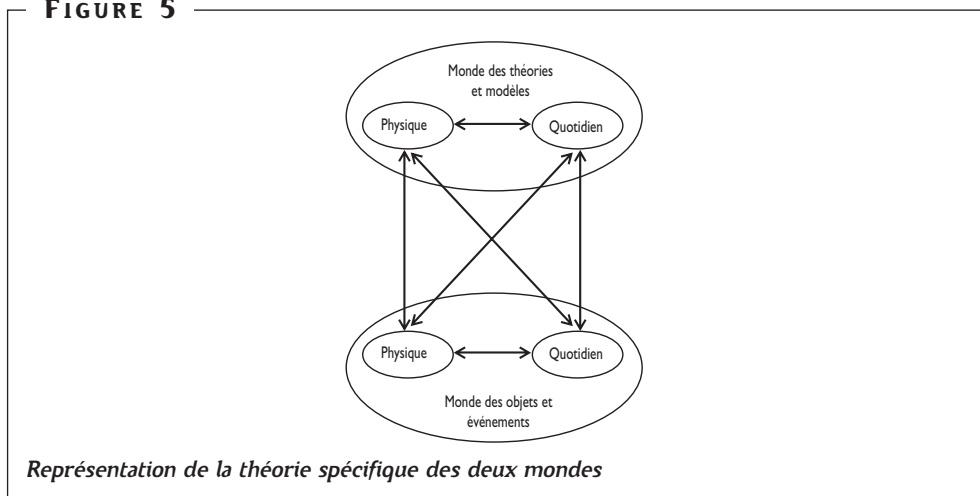 FIGURE 5
Monde des théories
et modèles
Physique
Quotidien
Physique
Quotidien
Monde des objets et
événements
Représentation de la théorie spécifique des deux mondes